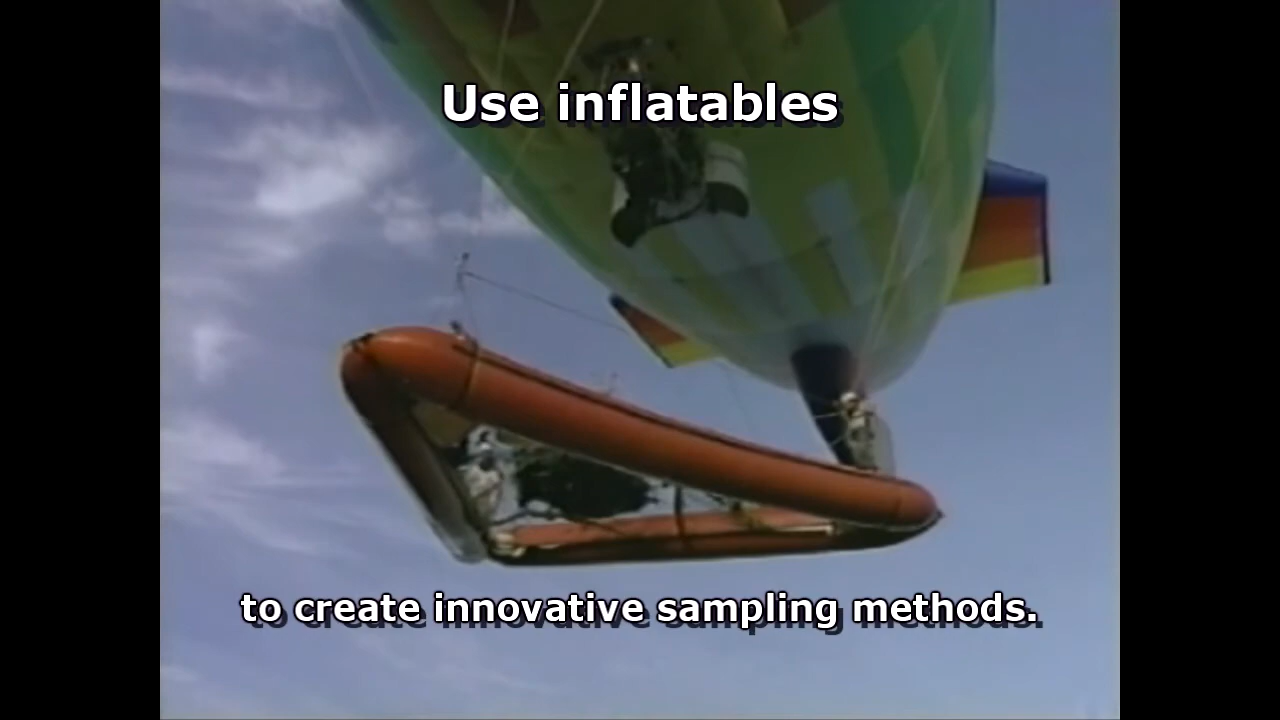 Use inflatables
to create innovative sampling methods.